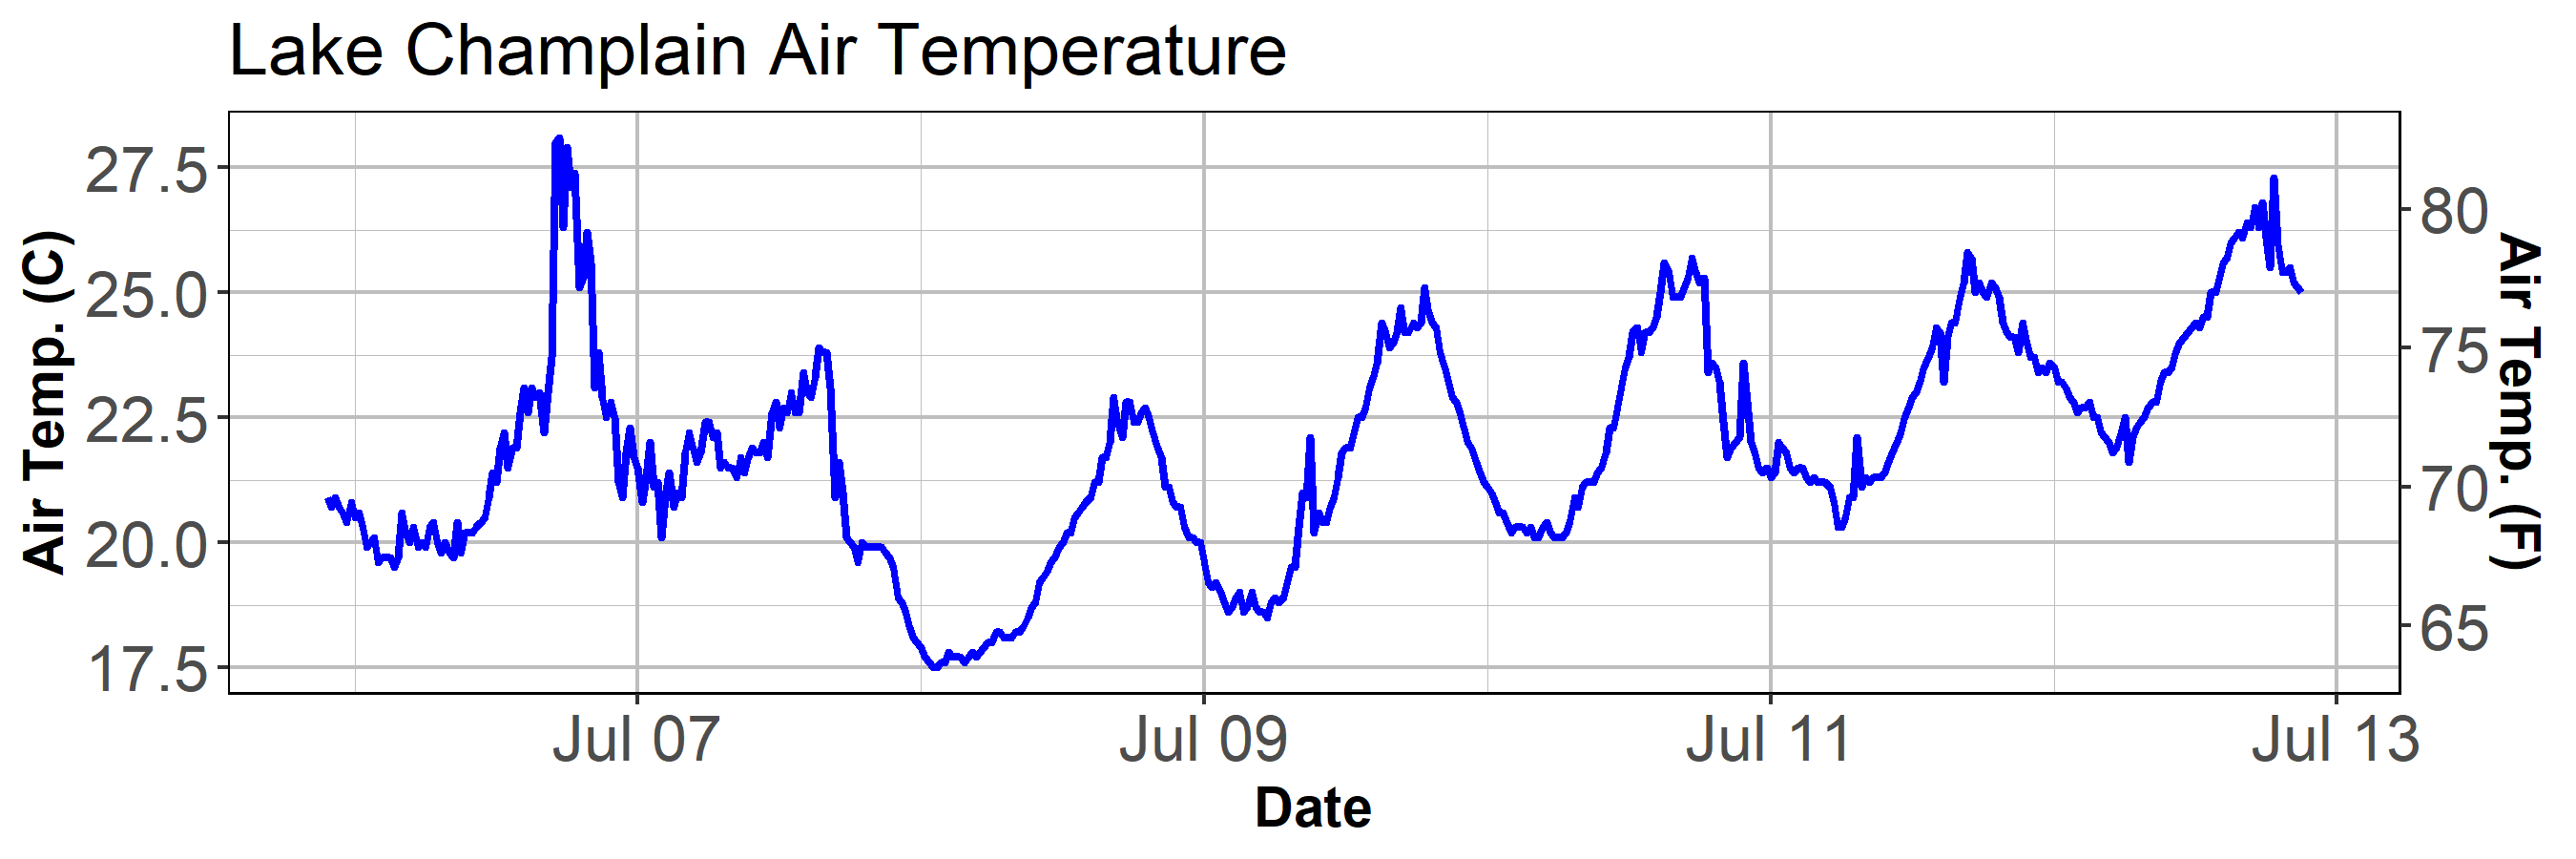 Lake Champlain Air Temperature
Air Temp. (C)
27.5
25.0
22.5
20.0
17.5
Air Temp. (F)
80
75
70
65
Jul 07 Jul 09 Jul 11 Jul 13
Date